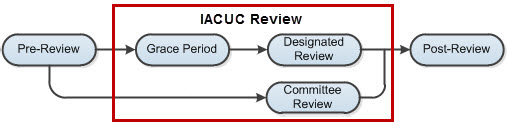 IACUC Review
Pre-Review
Grace Period
Designated
Review
Post-Review
Committee
Review